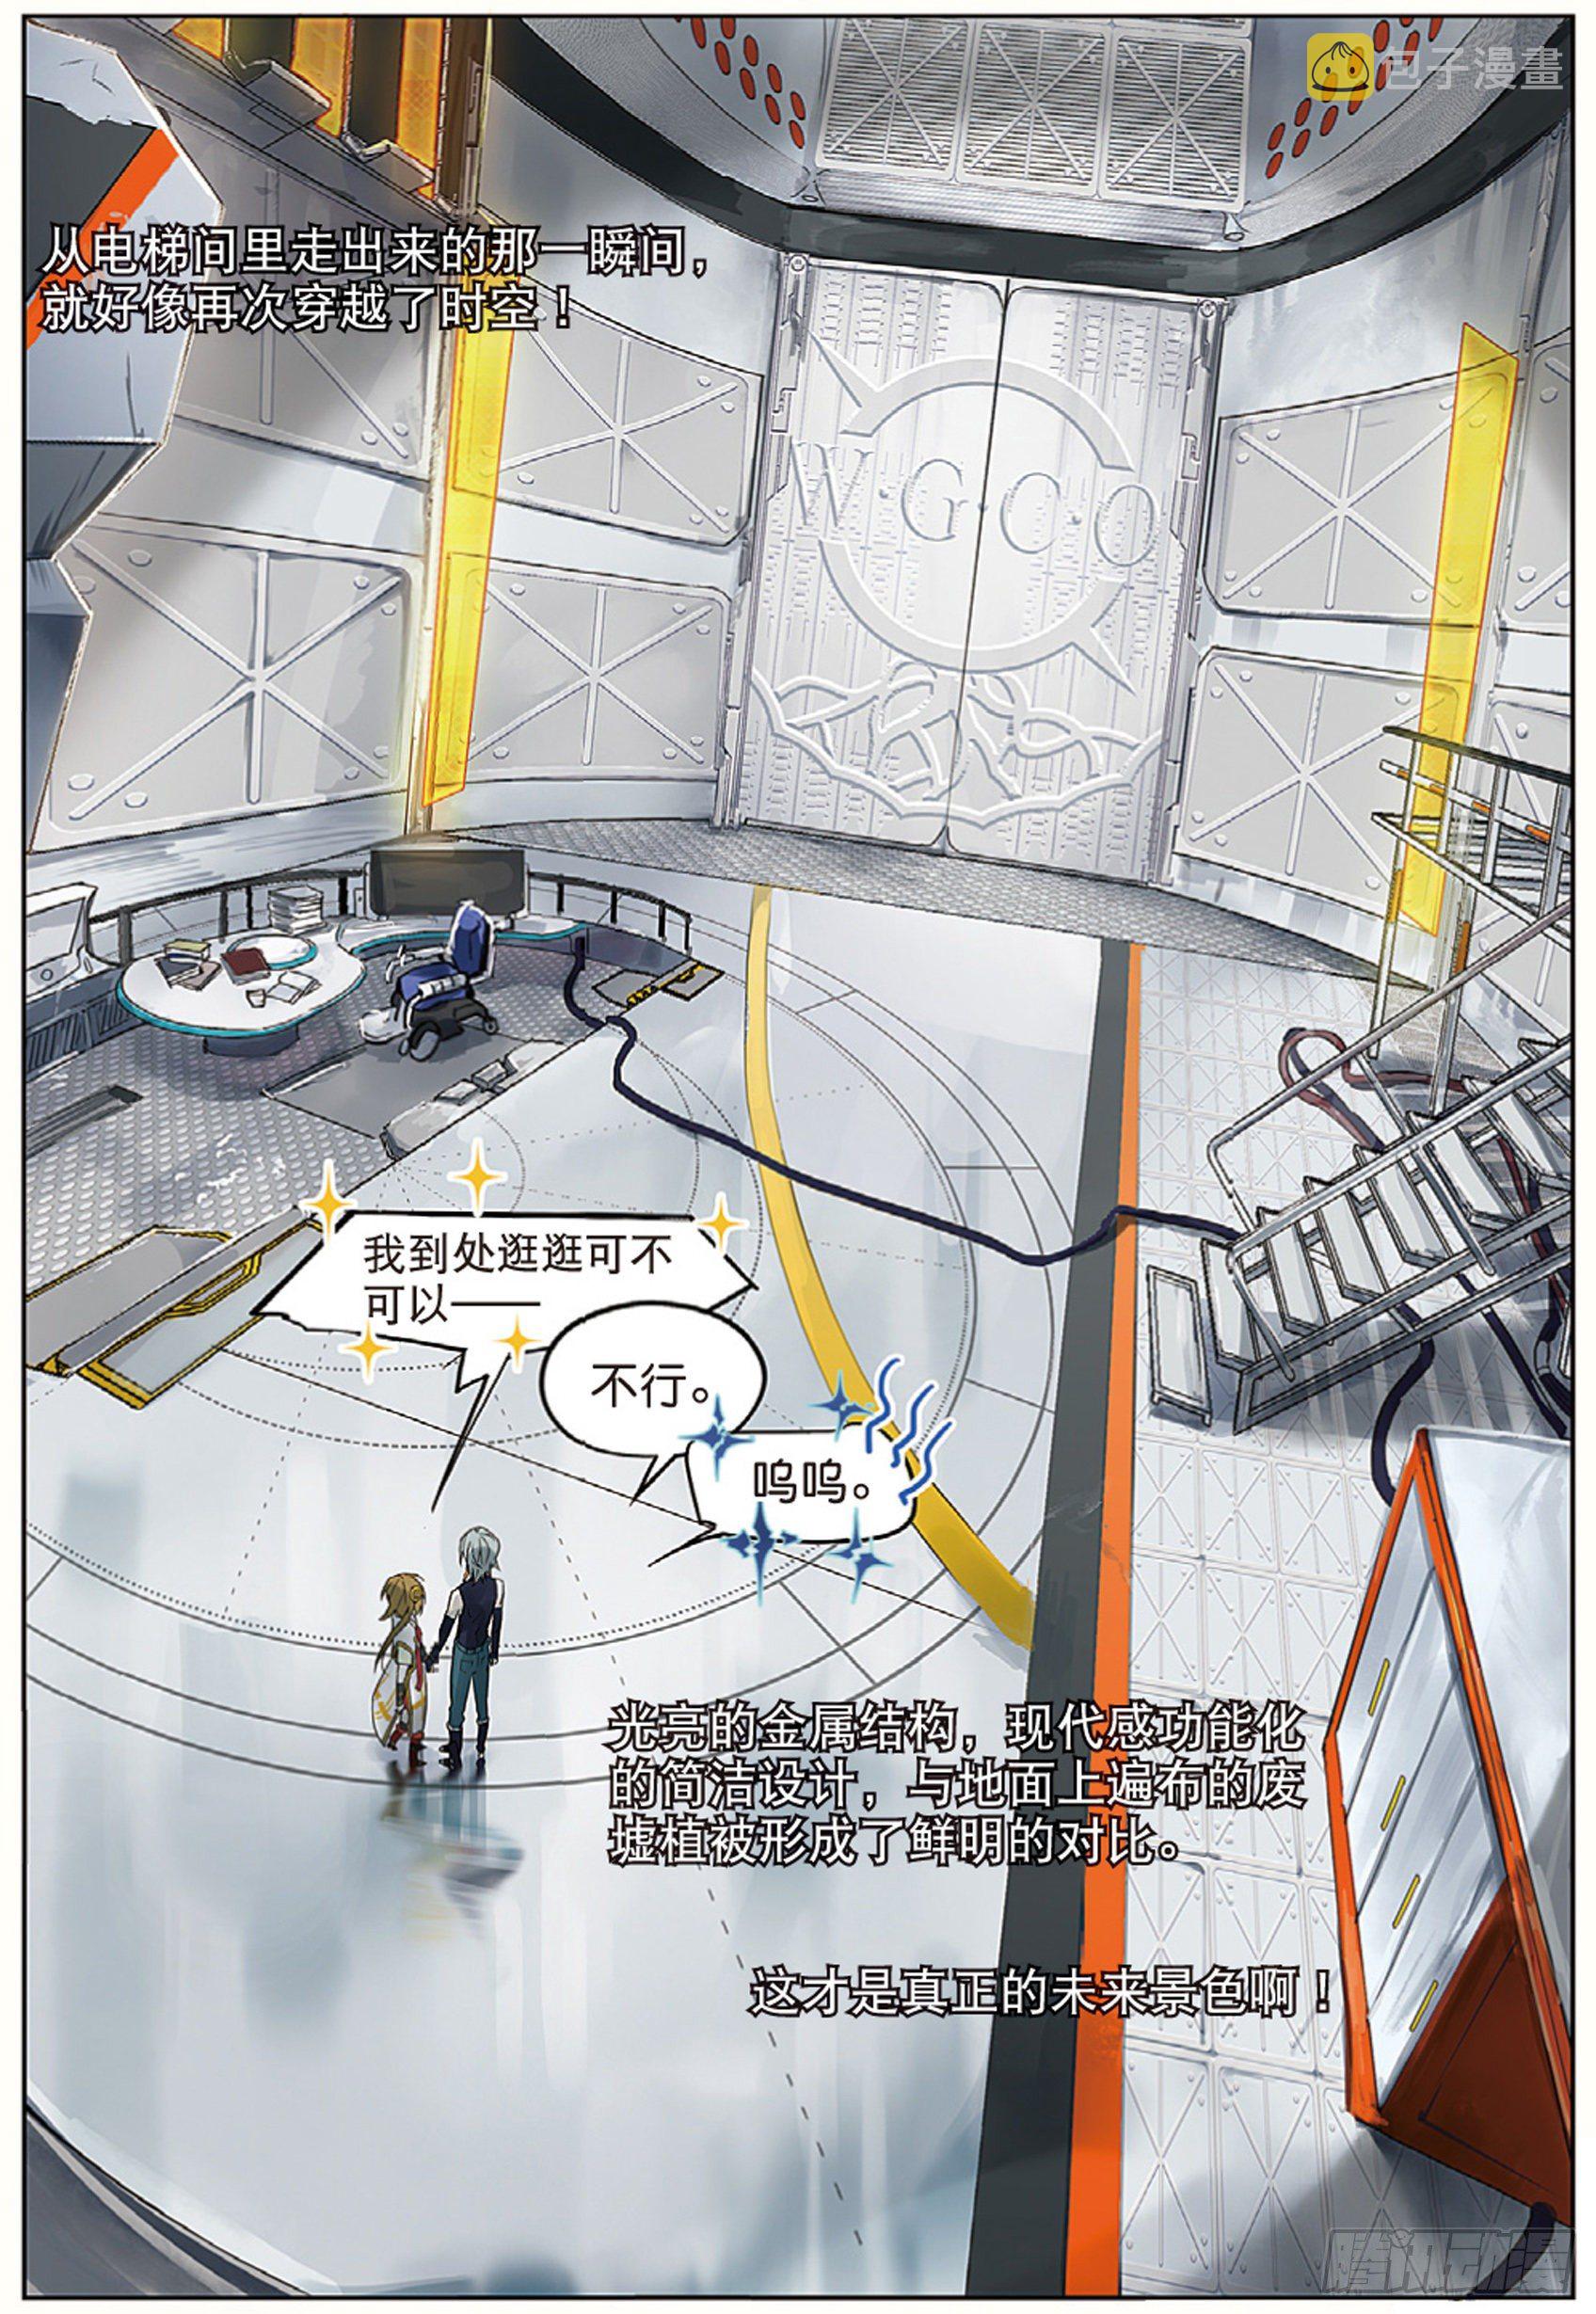 包子漫畫
从电梯间里走出来的那一瞬间，
就好像再次穿越了时空！
W·G·C·O
我到处逛逛可不
可以——
不行。
呜呜。
光亮的金属结构，现代感功能化
的简洁设计，与地面上遍布的废
墟植被形成了鲜明的对比。
这才是真正的未来景色啊！
腾讯动漫